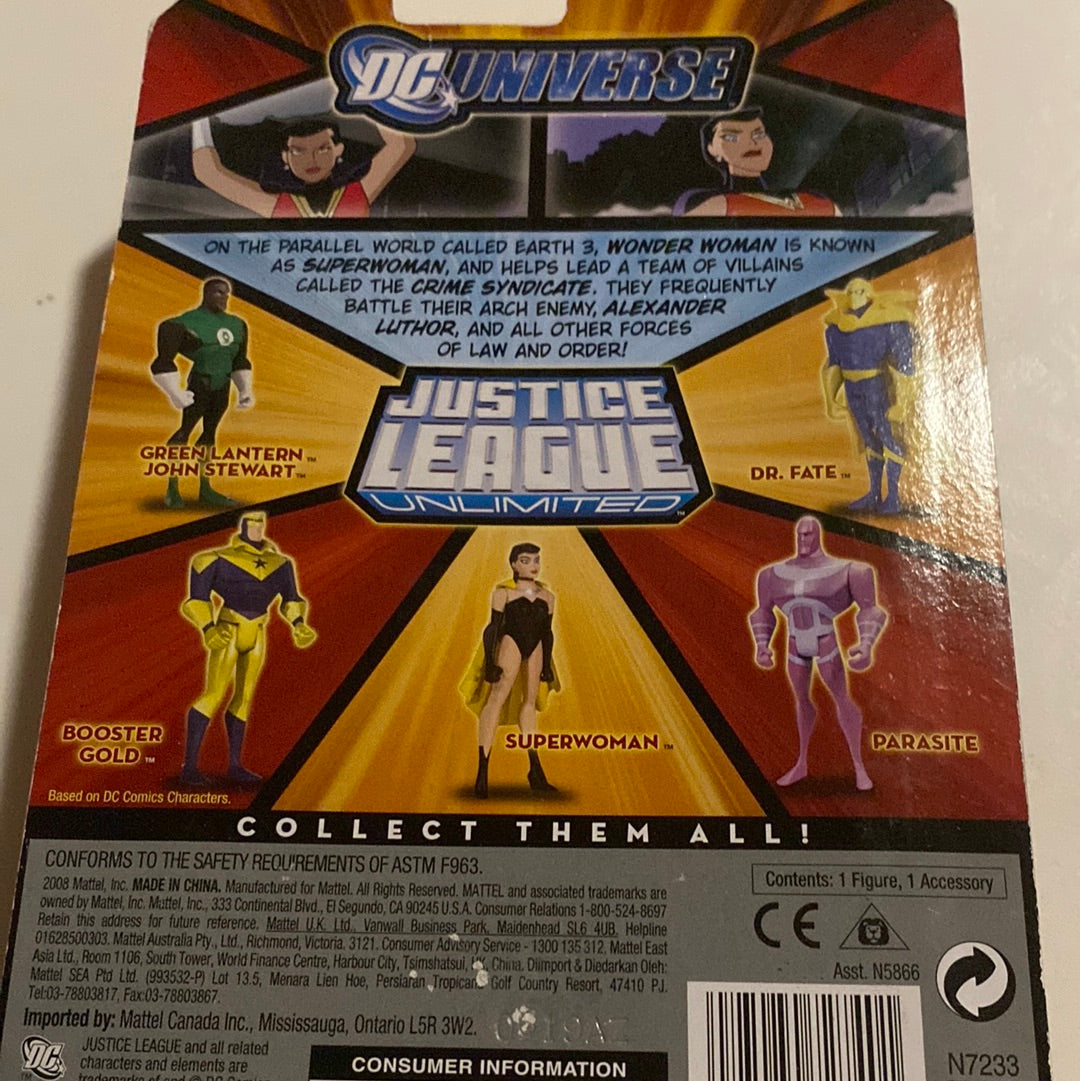 DC UNIVERSE
ON THE PARALLEL WORLD CALLED EARTH 3, WONDER WOMAN IS KNOWN
AS SUPERWOMAN, AND HELPS LEAD A TEAM OF VILLAINS
CALLED THE CRIME SYNDICATE. THEY FREQUENTLY
BATTLE THEIR ARCH ENEMY, ALEXANDER
LUTHOR, AND ALL OTHER FORCES
OF LAW AND ORDER!
JUSTICE
LEAGUE
UNLIMITED™
GREEN LANTERN™
JOHN STEWART™
DR. FATE™
BOOSTER
GOLD™
SUPERWOMAN™
PARASITE
Based on DC Comics Characters.
COLLECT THEM ALL!
CONFORMS TO THE SAFETY REQUIREMENTS OF ASTM F963.
2008 Mattel, Inc. MADE IN CHINA. Manufactured for Mattel. All Rights Reserved. MATTEL and associated trademarks are
owned by Mattel, Inc. Mattel, Inc., 333 Continental Blvd., El Segundo, CA 90245 U.S.A. Consumer Relations 1-800-524-8697
Retain this address for future reference. Mattel U.K. Ltd., Vanwall Business Park, Maidenhead SL6 4UB. Helpline
01628500303. Mattel Australia Pty., Ltd., Richmond, Victoria. 3121. Consumer Advisory Service - 1300 135 312. Mattel East
Asia Ltd., Room 1106, South Tower, World Finance Centre, Harbour City, Tsimshatsui, China. Diimport & Diedarkan Oleh:
Mattel SEA Ptd Ltd. (993532-P) Lot 13.5, Menara Lien Hoe, Persiaran Tropicana Golf Country Resort, 47410 PJ.
Tel:03-78803817, Fax:03-78803867.
Imported by: Mattel Canada Inc., Mississauga, Ontario L5R 3W2.
Contents: 1 Figure, 1 Accessory
CE
Asst. N5866
N7233
DC
JUSTICE LEAGUE and all related
characters and elements are
CONSUMER INFORMATION